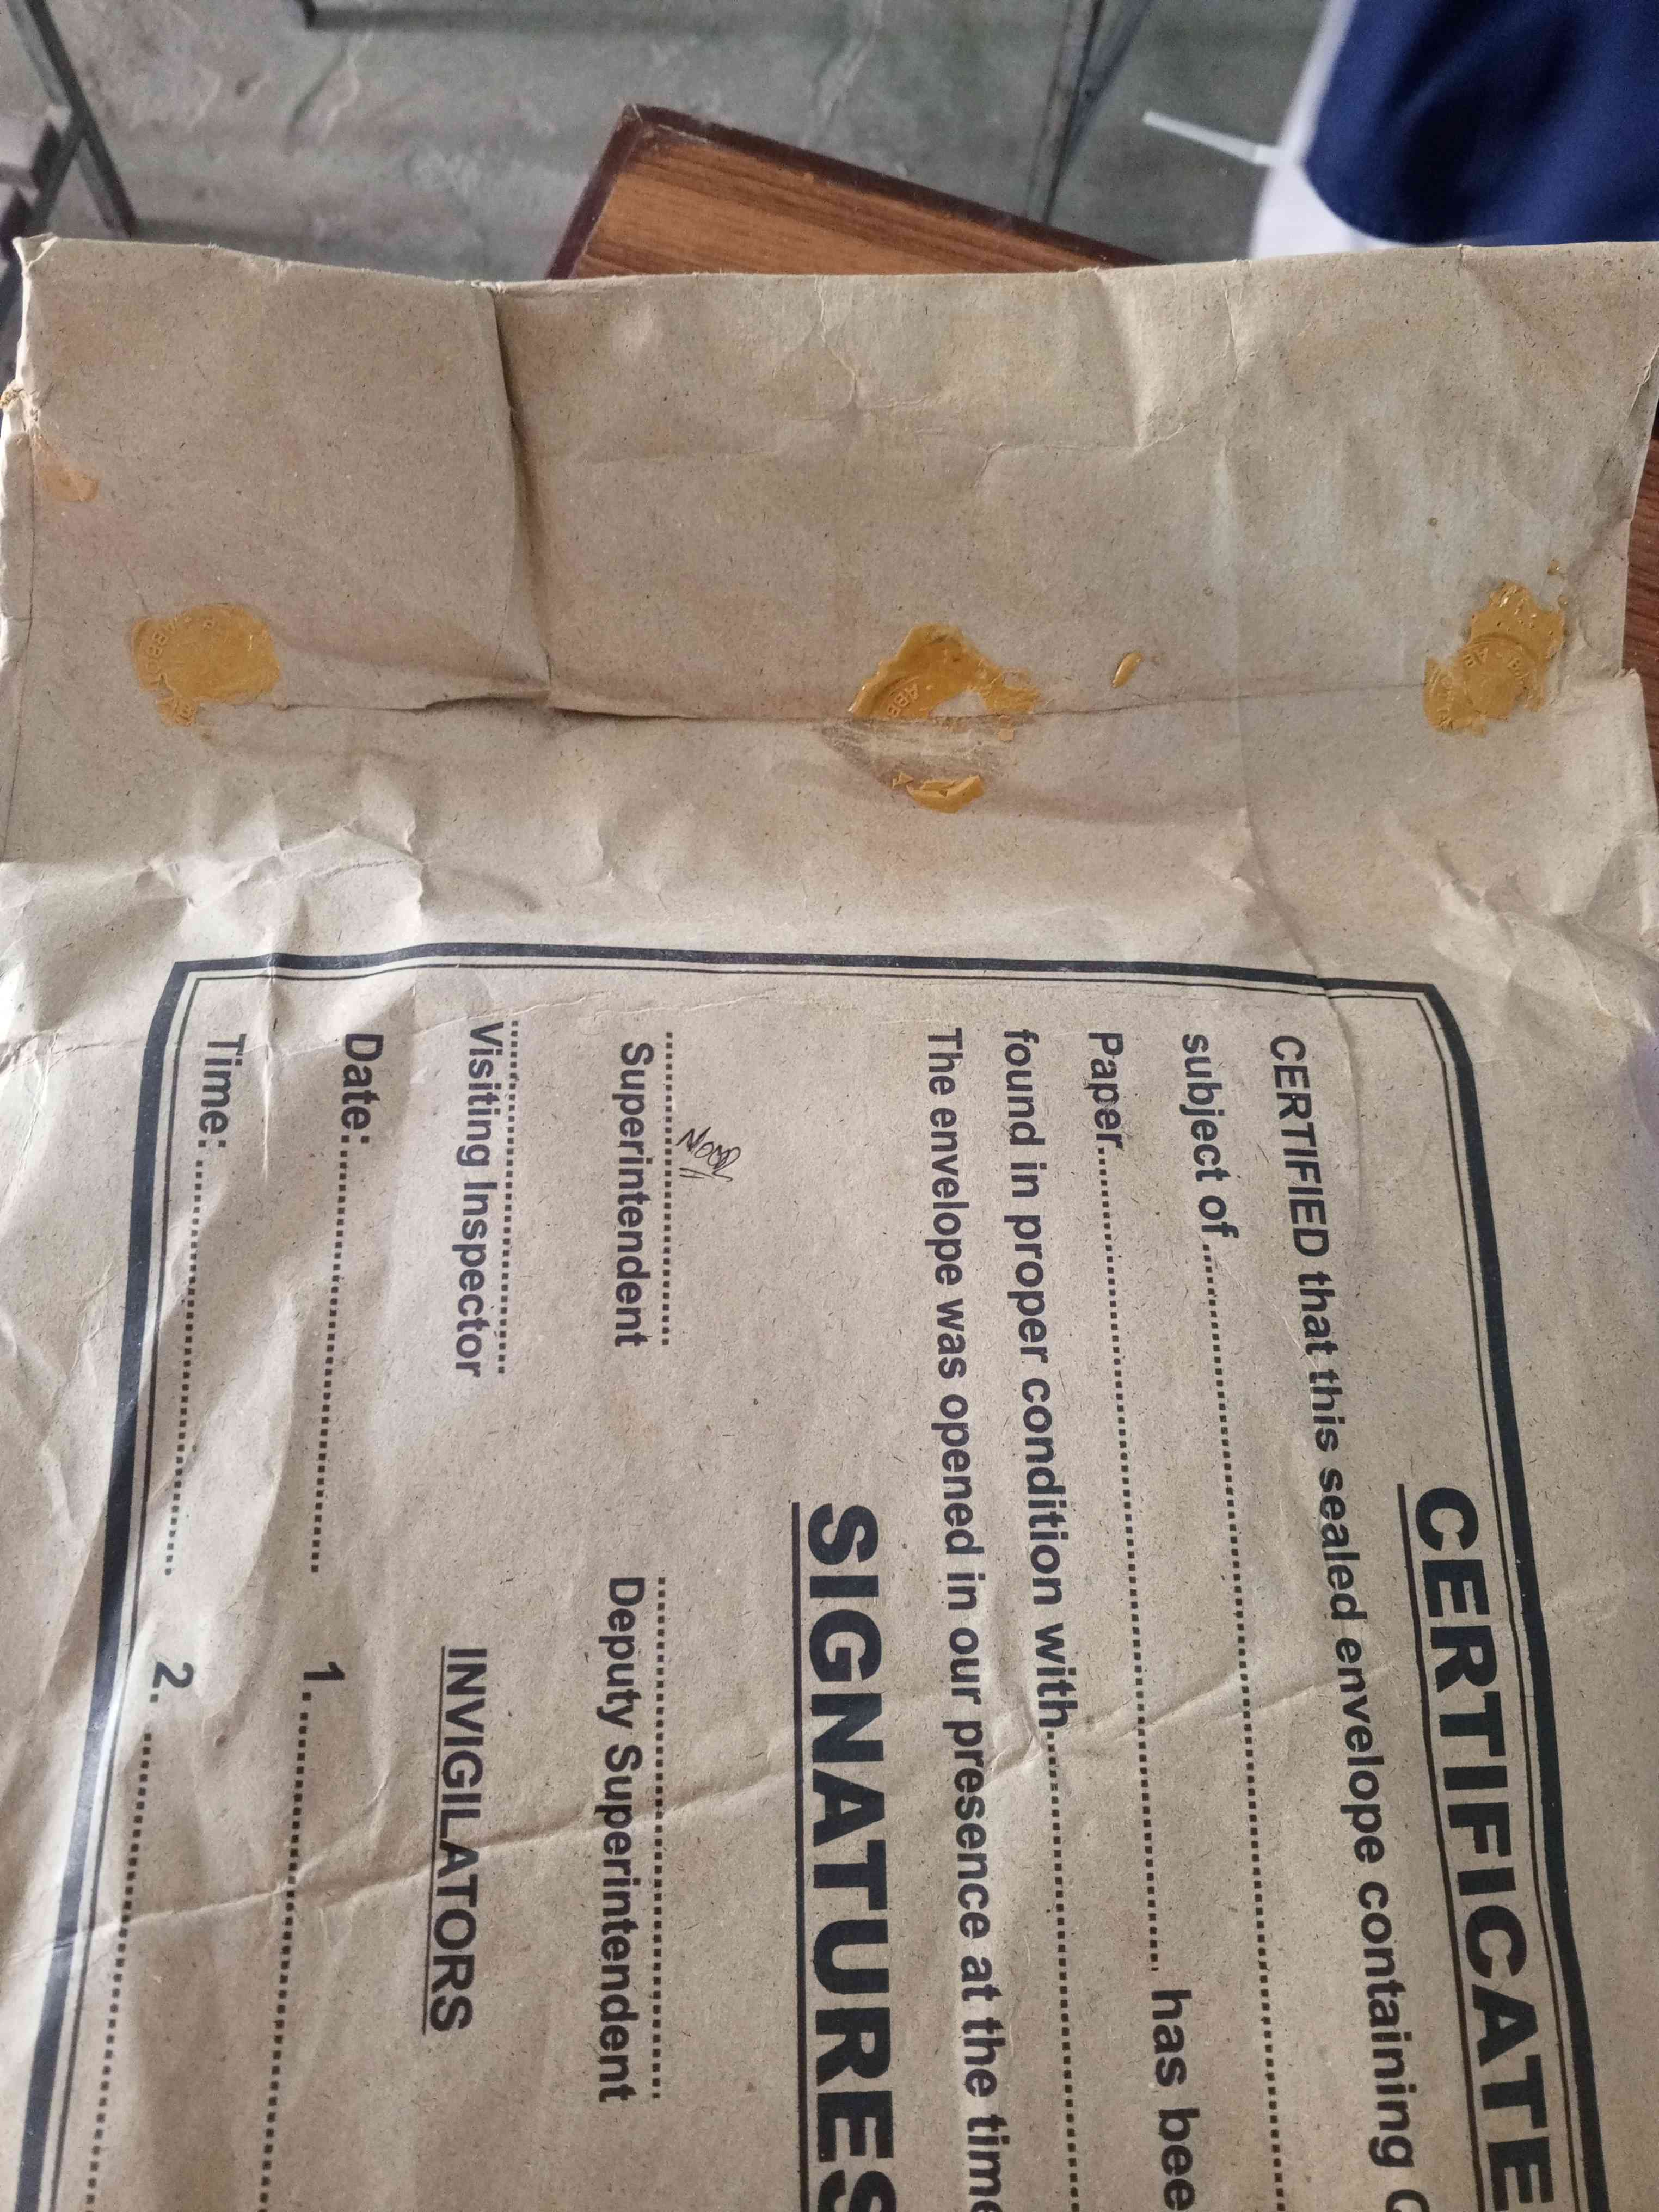 CERTIFICATE
CERTIFIED that this sealed envelope containing
subject of....................
Paper.................... has bee
found in proper condition with....................
The envelope was opened in our presence at the time
SIGNATURES
Noor
Superintendent
Deputy Superintendent
Visiting Inspector
INVIGILATORS
Date:....................
1.....................
Time:....................
2.....................